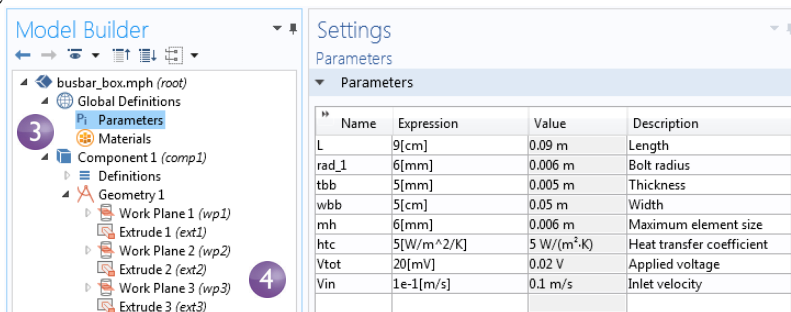 Model Builder
busbar_box.mph (root)
Global Definitions
Pi Parameters
3
Materials
Component 1 (comp1)
Definitions
Geometry 1
Work Plane 1 (wp1)
Extrude 1 (ext1)
Work Plane 2 (wp2)
Extrude 2 (ext2)
4
Work Plane 3 (wp3)
Extrude 3 (ext3)
Settings
Parameters
Parameters
Name Expression Value Description
L 9[cm] 0.09 m Length
rad_1 6[mm] 0.006 m Bolt radius
tbb 5[mm] 0.005 m Thickness
wbb 5[cm] 0.05 m Width
mh 6[mm] 0.006 m Maximum element size
htc 5[W/m^2/K] 5 W/(m²·K) Heat transfer coefficient
Vtot 20[mV] 0.02 V Applied voltage
Vin 1e-1[m/s] 0.1 m/s Inlet velocity